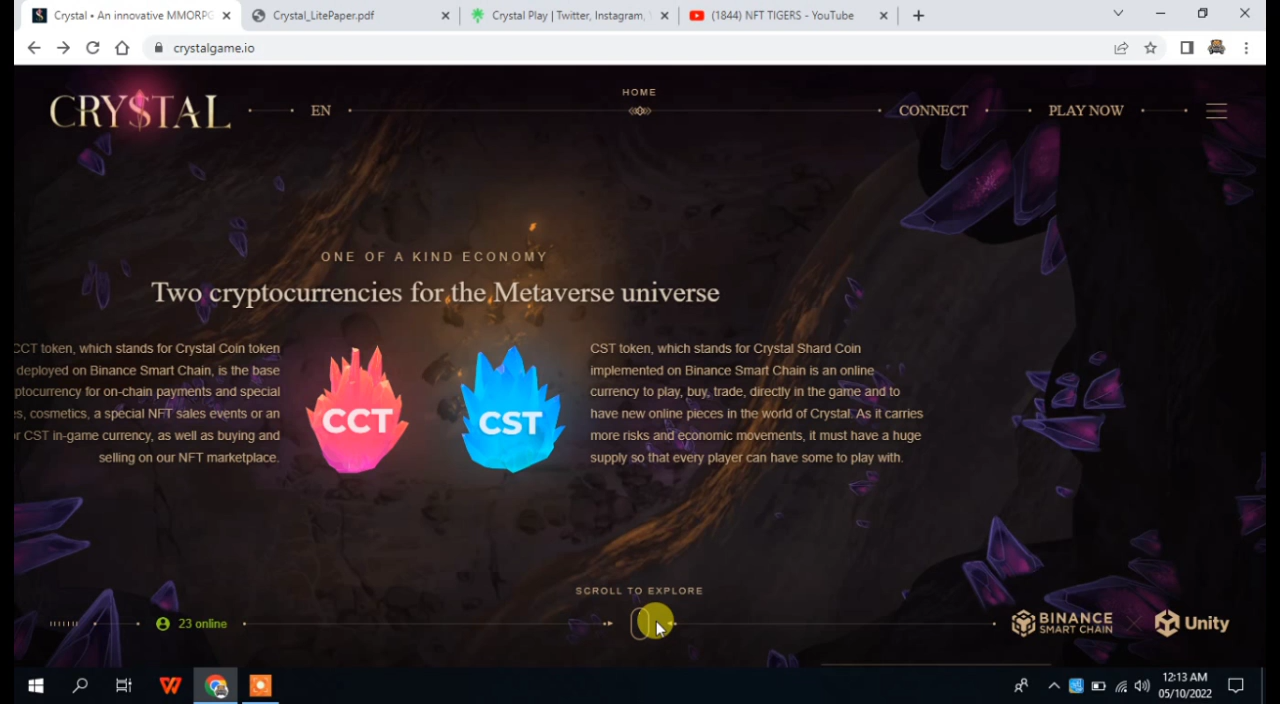 Crystal • An innovative MMORPG
Crystal_LitePaper.pdf
Crystal Play | Twitter, Instagram,
(1844) NFT TIGERS - YouTube
crystalgame.io
CRY$TAL
EN
HOME
CONNECT
PLAY NOW
ONE OF A KIND ECONOMY
Two cryptocurrencies for the Metaverse universe
CCT token, which stands for Crystal Coin token
deployed on Binance Smart Chain, is the base
ptocurrency for on-chain payments and special
s, cosmetics, a special NFT sales events or an
r CST in-game currency, as well as buying and
selling on our NFT marketplace.
CCT
CST
CST token, which stands for Crystal Shard Coin
implemented on Binance Smart Chain is an online
currency to play, buy, trade, directly in the game and to
have new online pieces in the world of Crystal. As it carries
more risks and economic movements, it must have a huge
supply so that every player can have some to play with.
SCROLL TO EXPLORE
23 online
BINANCE
SMART CHAIN
Unity
12:13 AM
05/10/2022